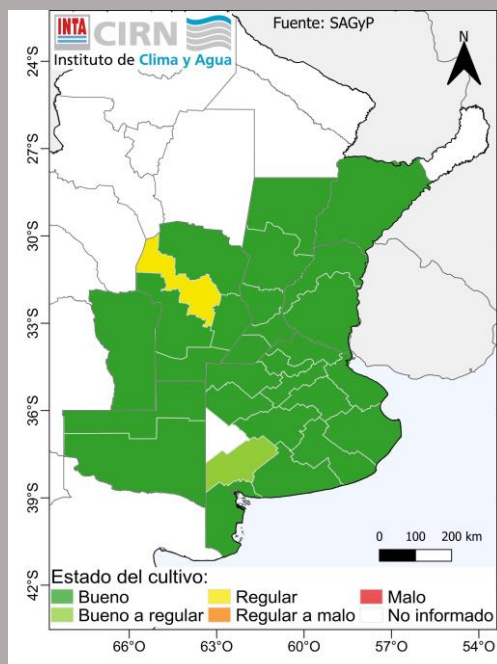 INTA CIRN
Instituto de Clima y Agua
Fuente: SAGyP
N
24°S
27°S
30°S
33°S
36°S
39°S
42°S
0 100 200 km
Estado del cultivo:
Bueno Regular Malo
Bueno a regular Regular a malo No informado
66°O 63°O 60°O 57°O 54°O